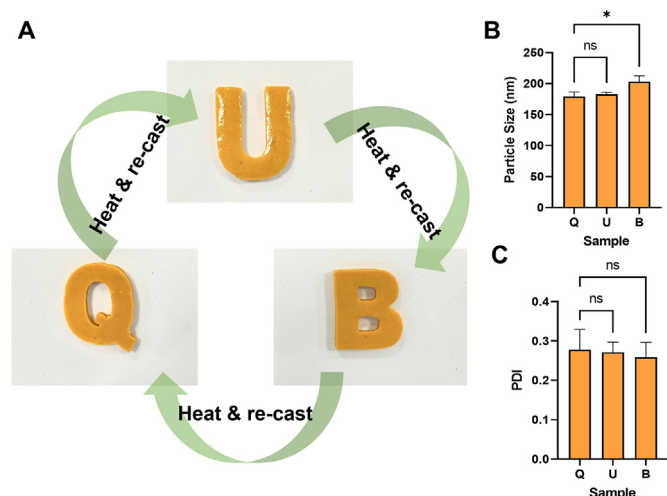 A
U
Heat & re-cast
Heat & re-cast
Q
B
Heat & re-cast
B
*
ns
Particle Size (nm)
250
200
150
100
50
0
Q U B
Sample
C
ns
ns
PDI
0.4
0.3
0.2
0.1
0.0
Q U B
Sample